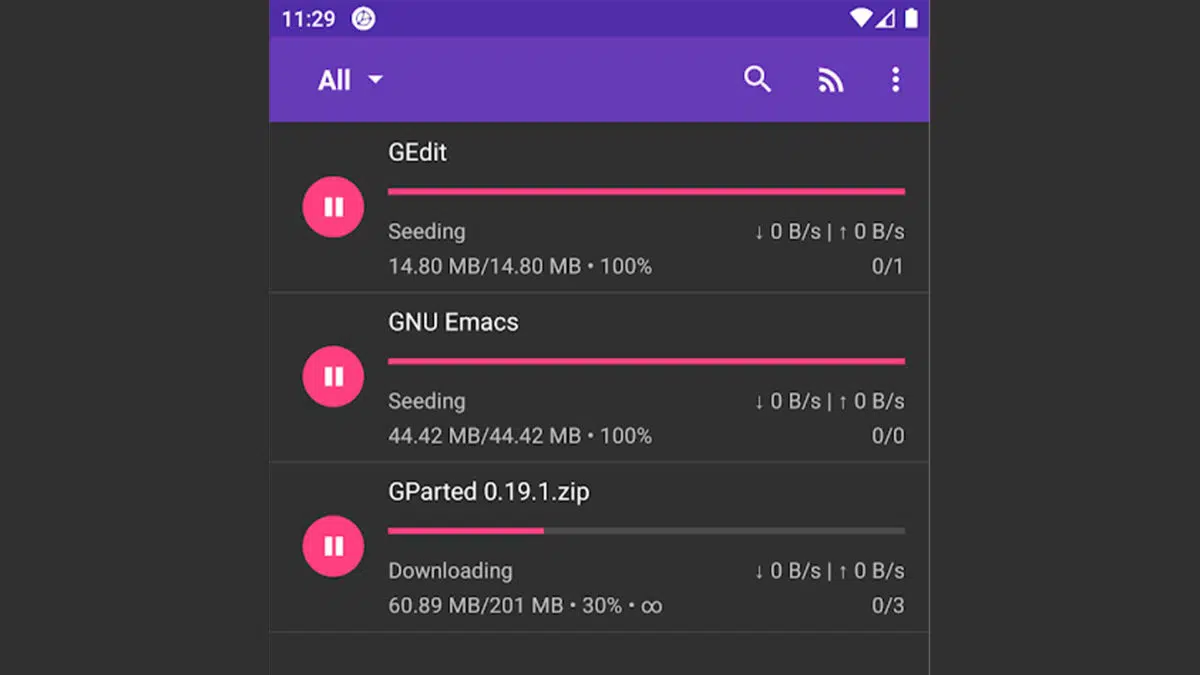 11:29
All
GEdit
Seeding ↓ 0 B/s | ↑ 0 B/s
14.80 MB/14.80 MB • 100% 0/1
GNU Emacs
Seeding ↓ 0 B/s | ↑ 0 B/s
44.42 MB/44.42 MB • 100% 0/0
GParted 0.19.1.zip
Downloading ↓ 0 B/s | ↑ 0 B/s
60.89 MB/201 MB • 30% • ∞ 0/3